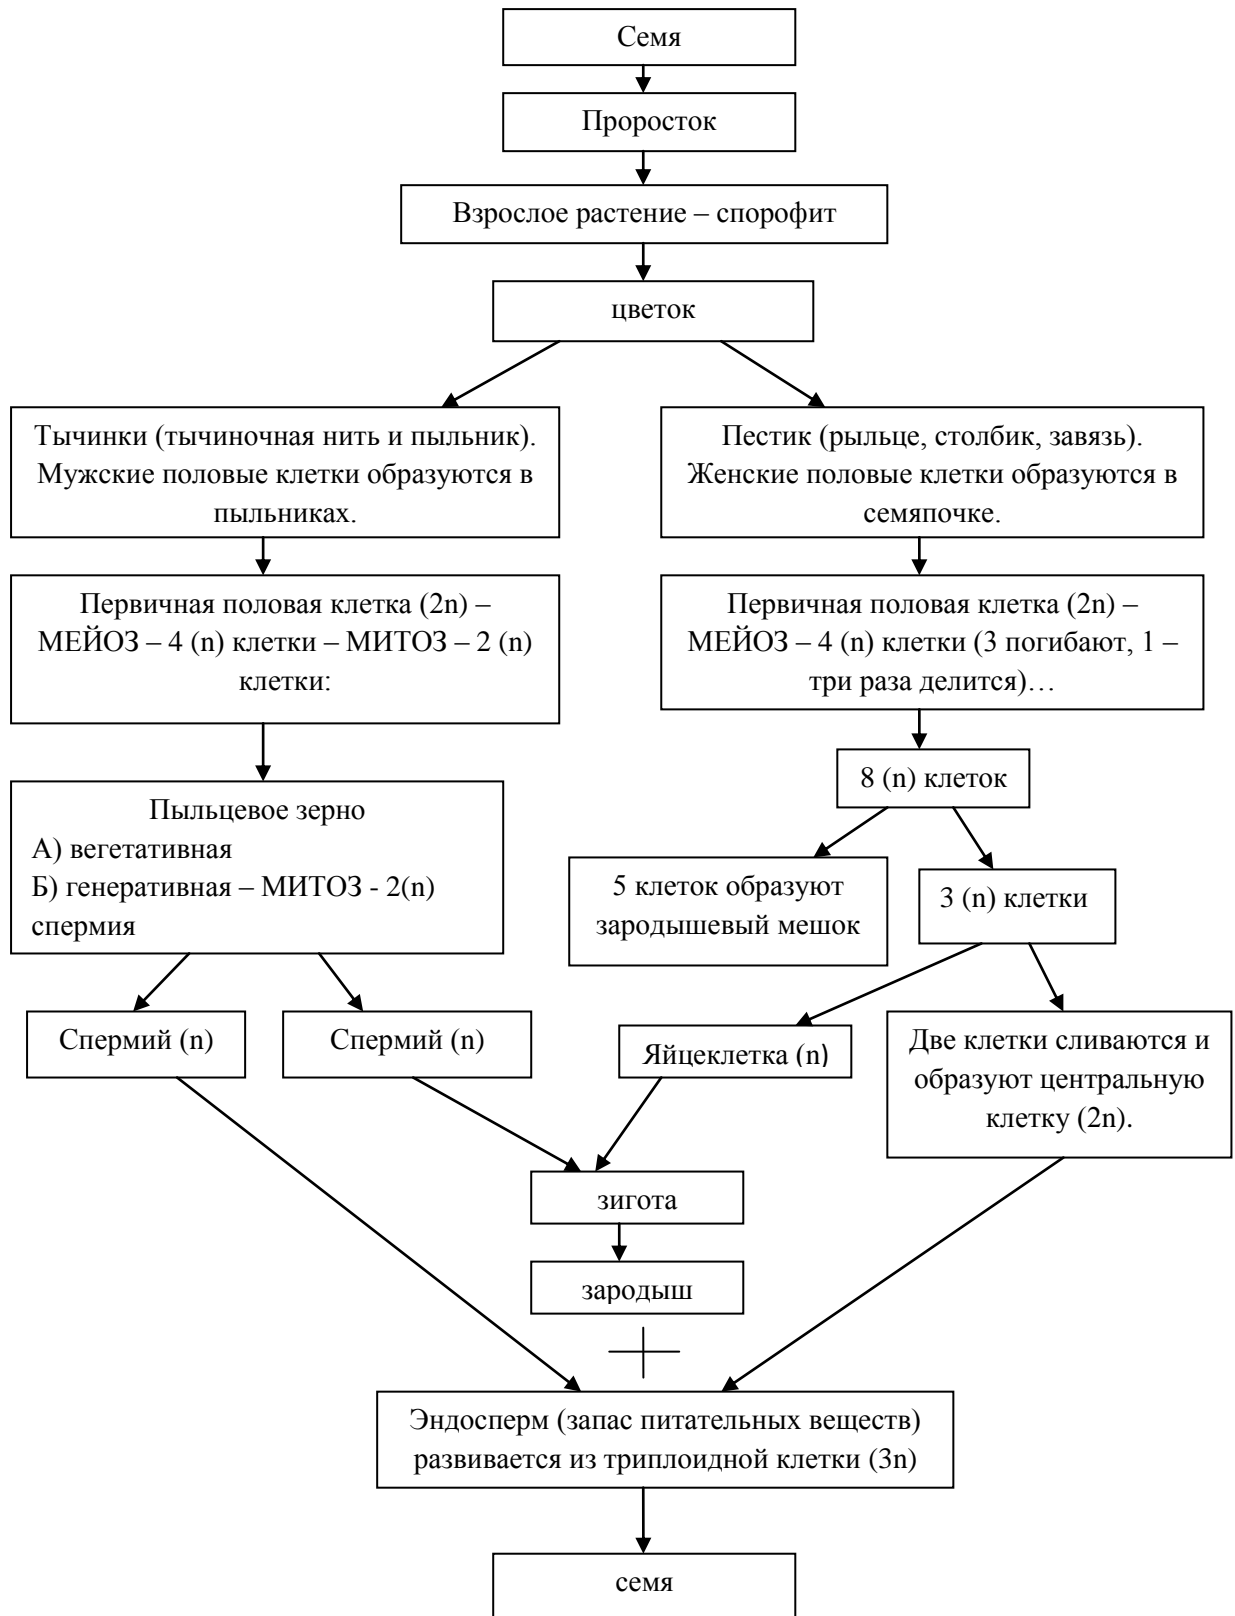 Семя
Проросток
Взрослое растение – спорофит
цветок
Тычинки (тычиночная нить и пыльник).
Мужские половые клетки образуются в
пыльниках.
Пестик (рыльце, столбик, завязь).
Женские половые клетки образуются в
семяпочке.
Первичная половая клетка (2n) –
МЕЙОЗ – 4 (n) клетки – МИТОЗ – 2 (n)
клетки:
Первичная половая клетка (2n) –
МЕЙОЗ – 4 (n) клетки (3 погибают, 1 –
три раза делится)…
8 (n) клеток
Пыльцевое зерно
А) вегетативная
Б) генеративная – МИТОЗ - 2(n)
спермия
5 клеток образуют
зародышевый мешок
3 (n) клетки
Спермий (n)
Спермий (n)
Яйцеклетка (n)
Две клетки сливаются и
образуют центральную
клетку (2n).
зигота
зародыш
Эндосперм (запас питательных веществ)
развивается из триплоидной клетки (3n)
семя